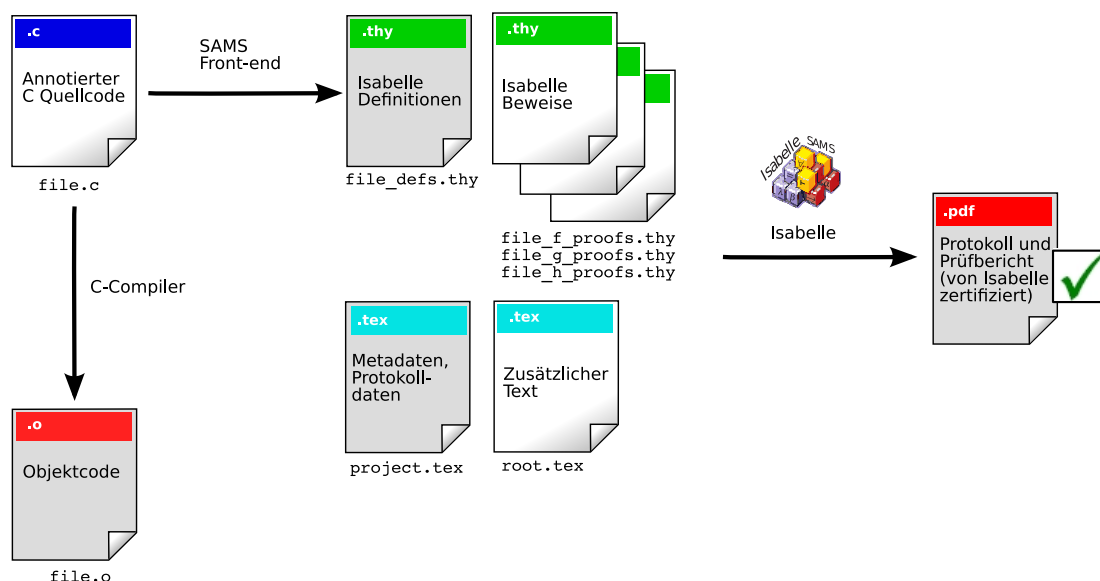 .c
Annotierter
C Quellcode
file.c
SAMS
Front-end
.thy
Isabelle
Definitionen
file_defs.thy
.thy
Isabelle
Beweise
file_f_proofs.thy
file_g_proofs.thy
file_h_proofs.thy
Isabelle
SAMS
Isabelle
.pdf
Protokoll und
Prüfbericht
(von Isabelle
zertifiziert)
C-Compiler
.tex
Metadaten,
Protokoll-
daten
project.tex
.tex
Zusätzlicher
Text
root.tex
.o
Objektcode
file.o